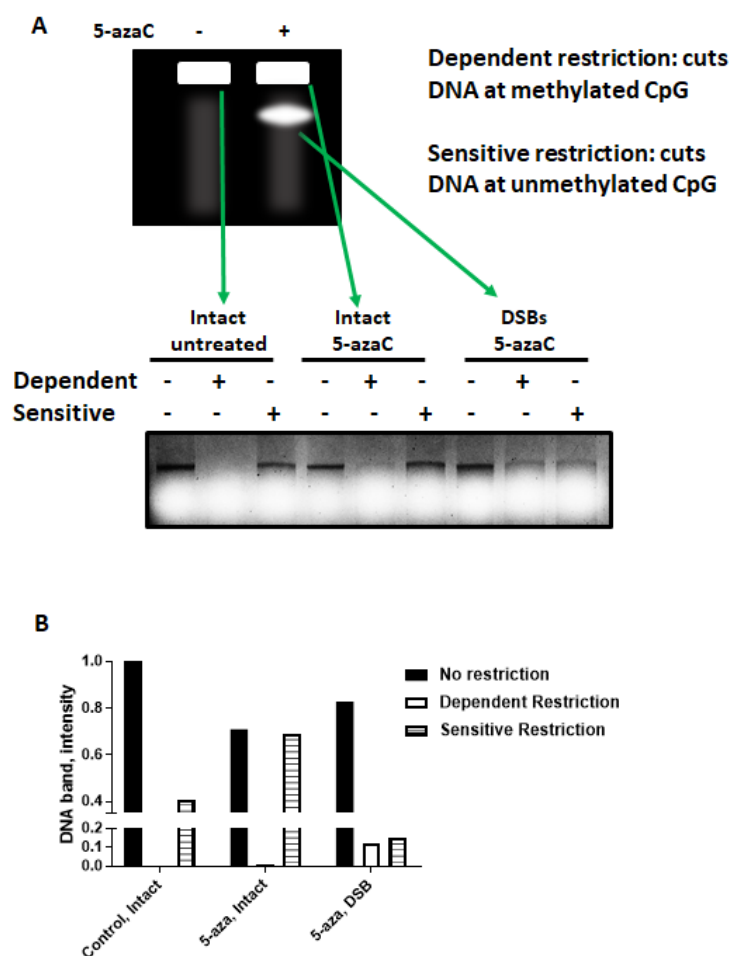 A
5-azaC - +
Dependent restriction: cuts
DNA at methylated CpG
Sensitive restriction: cuts
DNA at unmethylated CpG
Intact Intact DSBs
untreated 5-azaC 5-azaC
Dependent - + - - + - - + -
Sensitive - - + - - + - - +
B
1.0
0.8
0.6
0.4
0.2
0.1
0.0
DNA band, intensity
No restriction
Dependent Restriction
Sensitive Restriction
Control, Intact
5-aza, Intact
5-aza, DSB